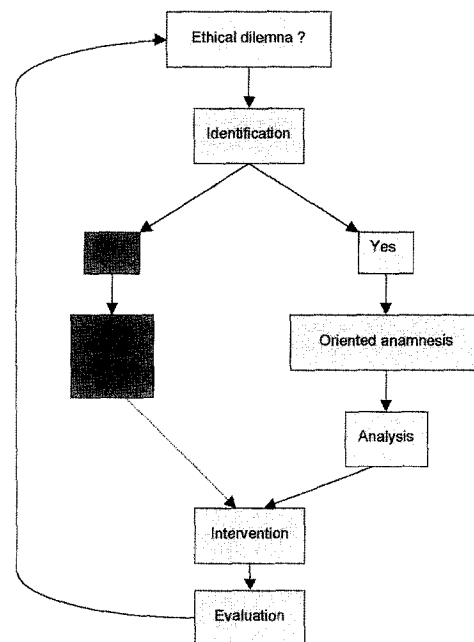 Ethical dilemna ?
Identification
Yes
Oriented anamnesis
Analysis
Intervention
Evaluation